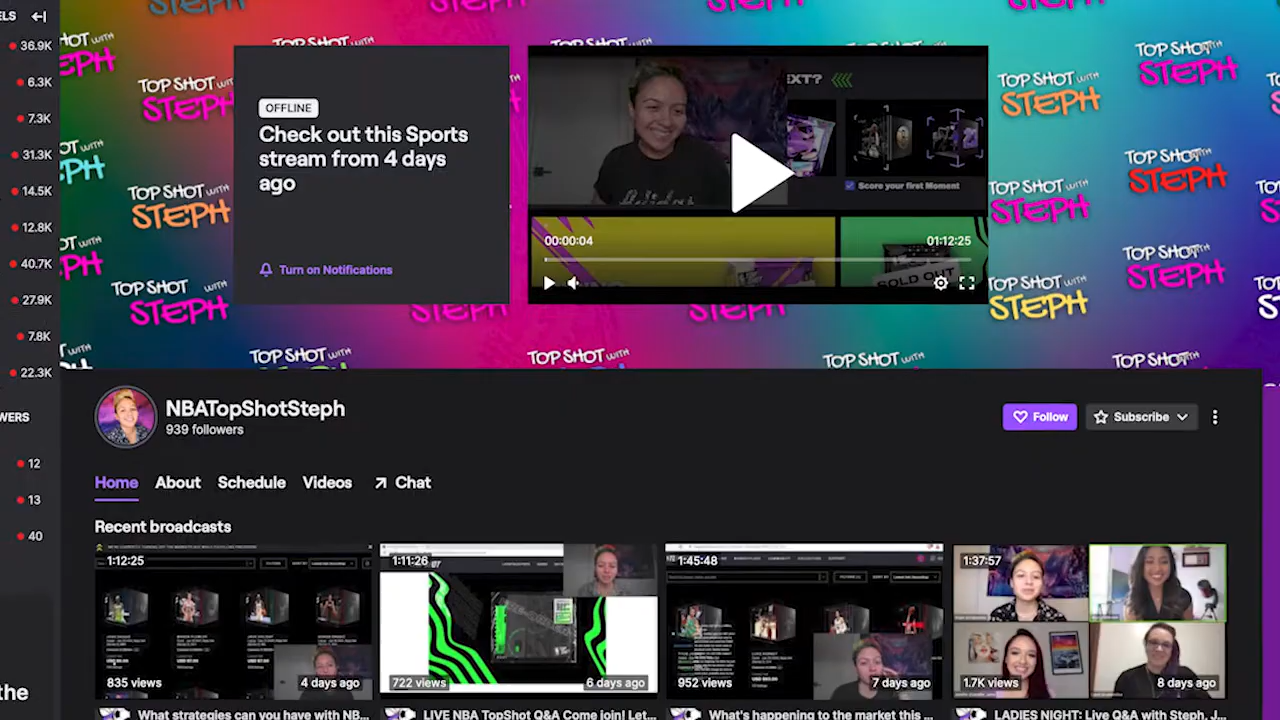 ELS
36.9K
6.3K
7.3K
31.3K
14.5K
12.8K
40.7K
27.9K
7.8K
22.3K
WERS
12
13
40
the
TOP SHOT WITH
STEPH
OFFLINE
Check out this Sports
stream from 4 days
ago
Turn on Notifications
EXT?
Score your first Moment
00:00:04
01:12:25
SOLD OUT
NBATopShotSteph
939 followers
Follow
Subscribe
Home About Schedule Videos Chat
Recent broadcasts
1:12:25
835 views
4 days ago
What strategies can you have with NB...
1:11:26
722 views
6 days ago
LIVE NBA TopShot Q&A Come join! Let...
1:45:48
952 views
7 days ago
What's happening to the market this ...
1:37:57
1.7K views
8 days ago
LADIES NIGHT: Live Q&A with Steph, J...